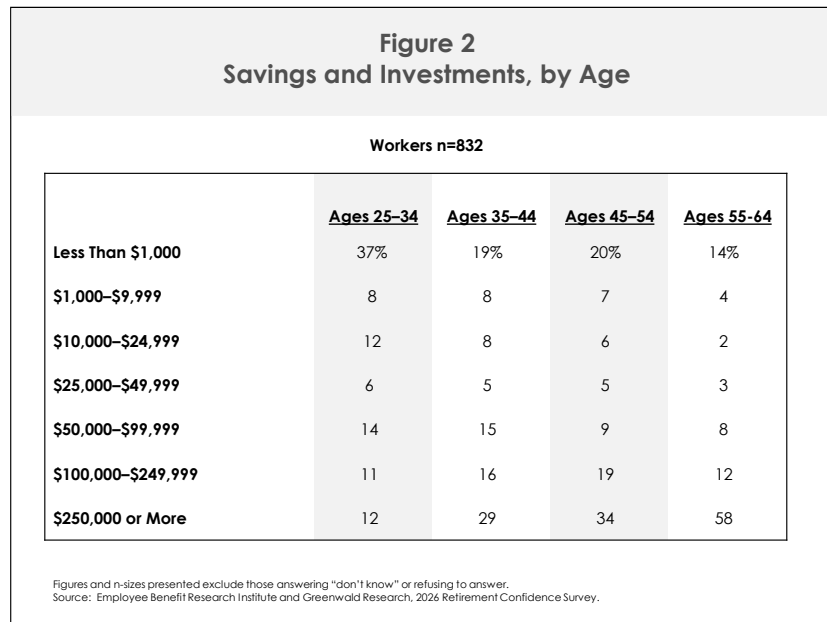 Figure 2
Savings and Investments, by Age
Workers n=832
Ages 25–34 Ages 35–44 Ages 45–54 Ages 55-64
Less Than $1,000 37% 19% 20% 14%
$1,000–$9,999 8 8 7 4
$10,000–$24,999 12 8 6 2
$25,000–$49,999 6 5 5 3
$50,000–$99,999 14 15 9 8
$100,000–$249,999 11 16 19 12
$250,000 or More 12 29 34 58
Figures and n-sizes presented exclude those answering “don’t know” or refusing to answer.
Source: Employee Benefit Research Institute and Greenwald Research, 2026 Retirement Confidence Survey.